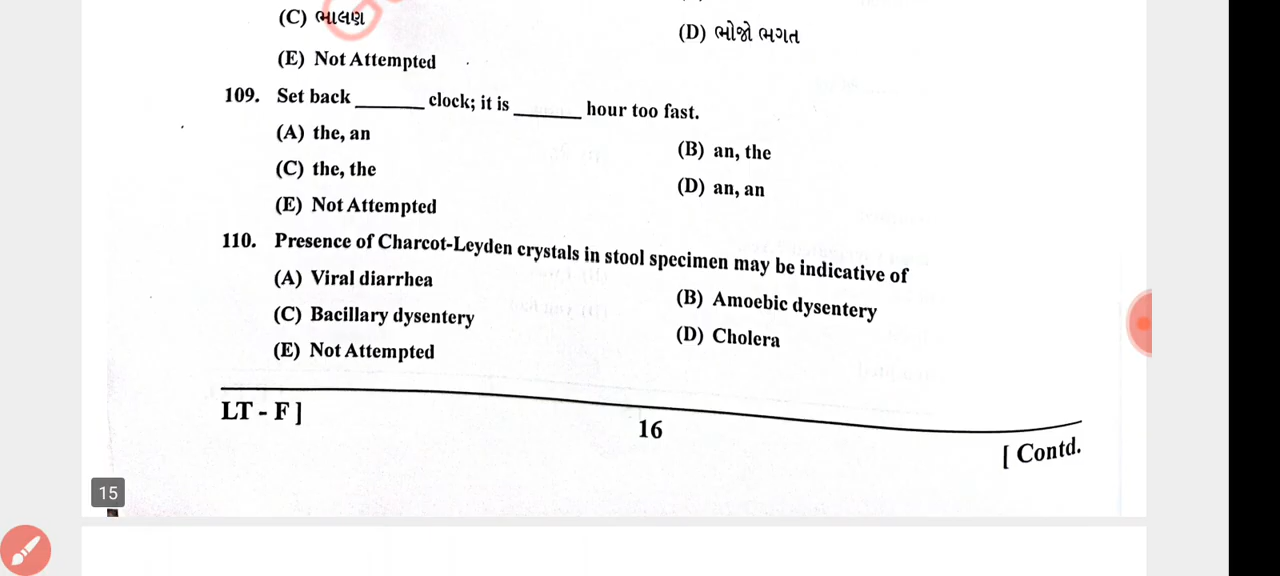 (C) ભાલણ
(D) ભોજો ભગત
(E) Not Attempted
109. Set back ______ clock; it is ______ hour too fast.
(A) the, an
(B) an, the
(C) the, the
(D) an, an
(E) Not Attempted
110. Presence of Charcot-Leyden crystals in stool specimen may be indicative of
(A) Viral diarrhea
(B) Amoebic dysentery
(C) Bacillary dysentery
(D) Cholera
(E) Not Attempted
LT - F ]
16
[ Contd.
15